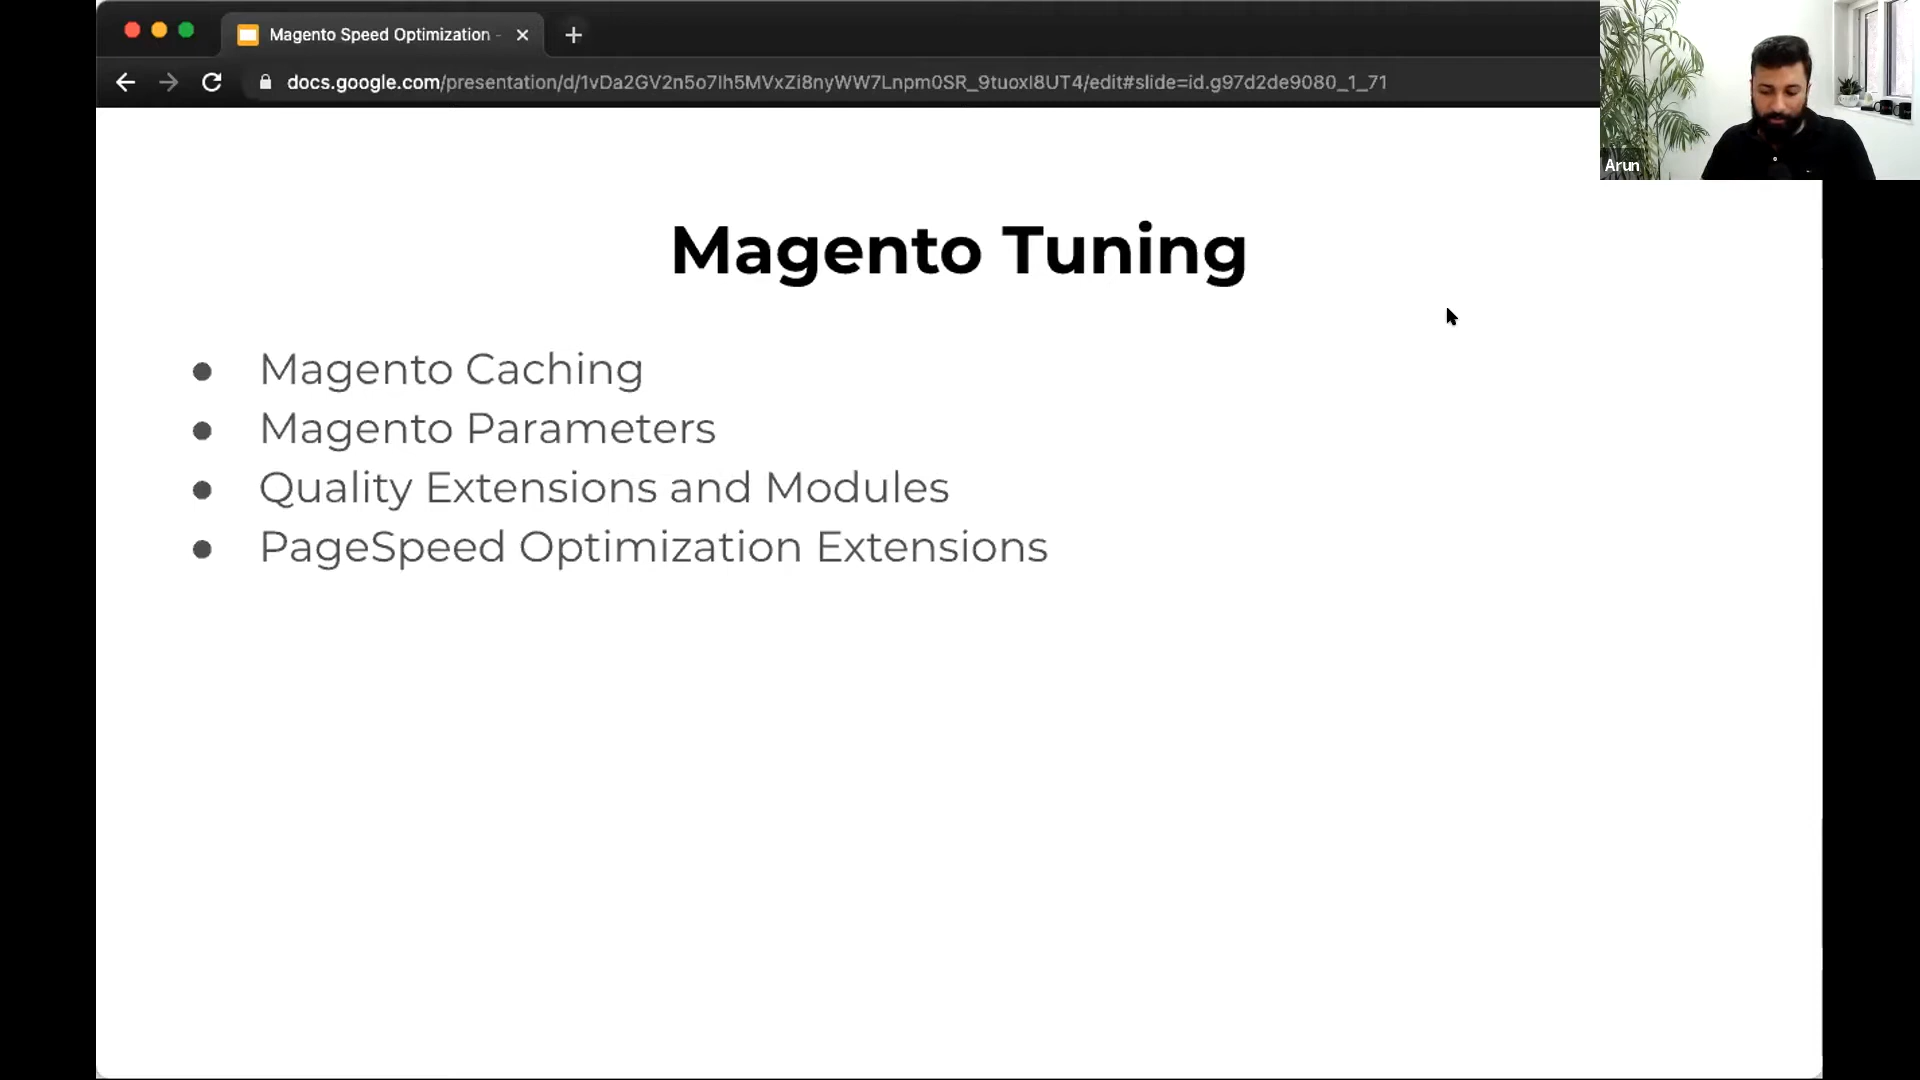 Magento Speed Optimization -
docs.google.com/presentation/d/1vDa2GV2n5o7lh5MVxZi8nyWW7Lnpm0SR_9tuoxl8UT4/edit#slide=id.g97d2de9080_1_71
Arun
Magento Tuning
● Magento Caching
● Magento Parameters
● Quality Extensions and Modules
● PageSpeed Optimization Extensions